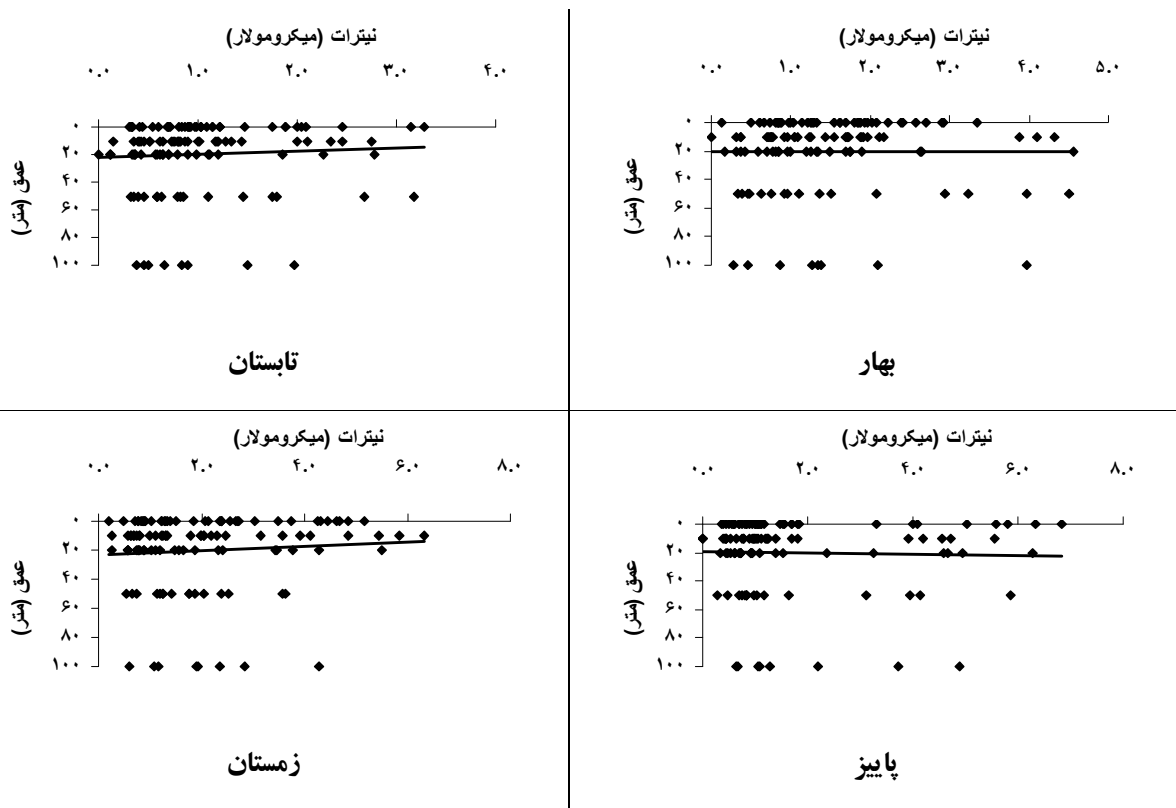 نیترات (میکرومولار)
۰.۰ ۱.۰ ۲.۰ ۳.۰ ۴.۰ ۵.۰
۰
۲۰
۴۰
۶۰
۸۰
۱۰۰
عمق (متر)
بهار
نیترات (میکرومولار)
۰.۰ ۱.۰ ۲.۰ ۳.۰ ۴.۰
۰
۲۰
۴۰
۶۰
۸۰
۱۰۰
عمق (متر)
تابستان
نیترات (میکرومولار)
۰.۰ ۲.۰ ۴.۰ ۶.۰ ۸.۰
۰
۲۰
۴۰
۶۰
۸۰
۱۰۰
عمق (متر)
پاییز
نیترات (میکرومولار)
۰.۰ ۲.۰ ۴.۰ ۶.۰ ۸.۰
۰
۲۰
۴۰
۶۰
۸۰
۱۰۰
عمق (متر)
زمستان